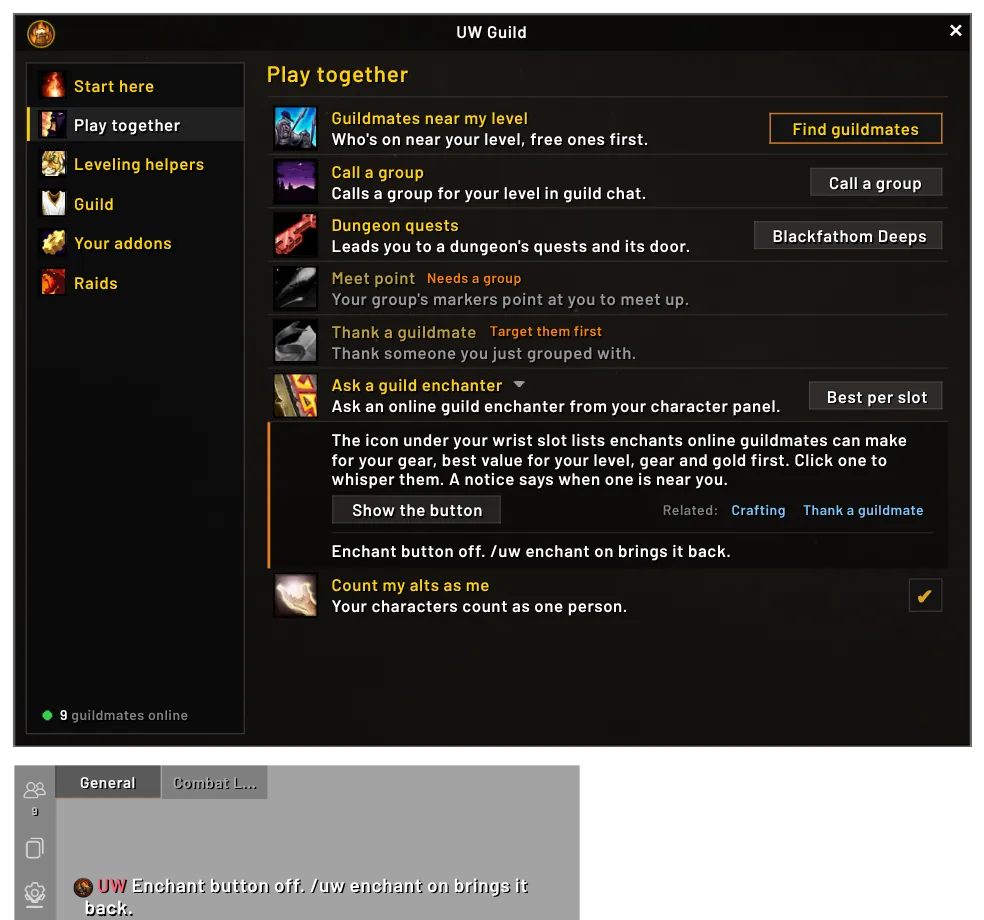 UW Guild
Start here
Play together
Leveling helpers
Guild
Your addons
Raids
9 guildmates online
Play together
Guildmates near my level
Who's on near your level, free ones first.
Find guildmates
Call a group
Calls a group for your level in guild chat.
Call a group
Dungeon quests
Leads you to a dungeon's quests and its door.
Blackfathom Deeps
Meet point Needs a group
Your group's markers point at you to meet up.
Thank a guildmate Target them first
Thank someone you just grouped with.
Ask a guild enchanter
Ask an online guild enchanter from your character panel.
Best per slot
The icon under your wrist slot lists enchants online guildmates can make
for your gear, best value for your level, gear and gold first. Click one to
whisper them. A notice says when one is near you.
Show the button
Related: Crafting Thank a guildmate
Enchant button off. /uw enchant on brings it back.
Count my alts as me
Your characters count as one person.
9
General
Combat L...
UW Enchant button off. /uw enchant on brings it
back.